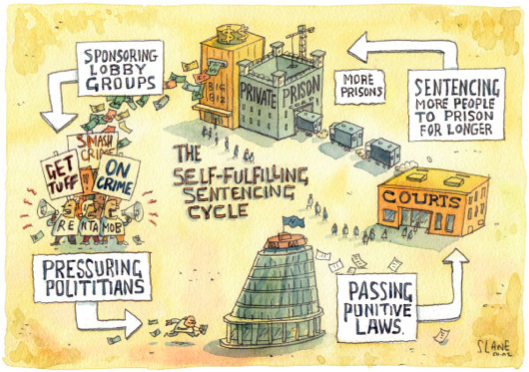 SPONSORING
LOBBY
GROUPS
BIG
BIZ
PRIVATE PRISON
MORE
PRISONS
SENTENCING
MORE PEOPLE
TO PRISON
FOR LONGER
SMASH
CRIME
GET
TUFF
ON
CRIME
RENTAMOB
THE
SELF-FULFILLING
SENTENCING
CYCLE
COURTS
PRESSURING
POLITITIANS
PASSING
PUNITIVE
LAWS.
SLANE